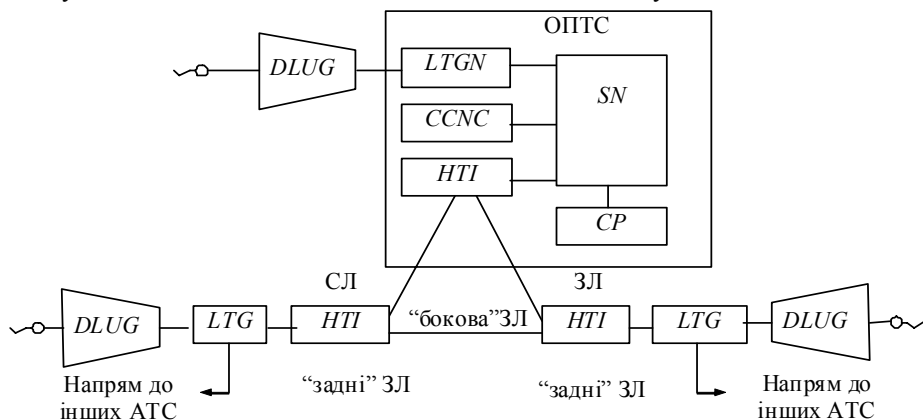 ОПТС
DLUG
LTGN
SN
CCNC
HTI
CP
СЛ
ЗЛ
DLUG
LTG
HTI
“бокова”ЗЛ
HTI
LTG
DLUG
Напрям до
інших АТС
“задні” ЗЛ
“задні” ЗЛ
Напрям до
інших АТС